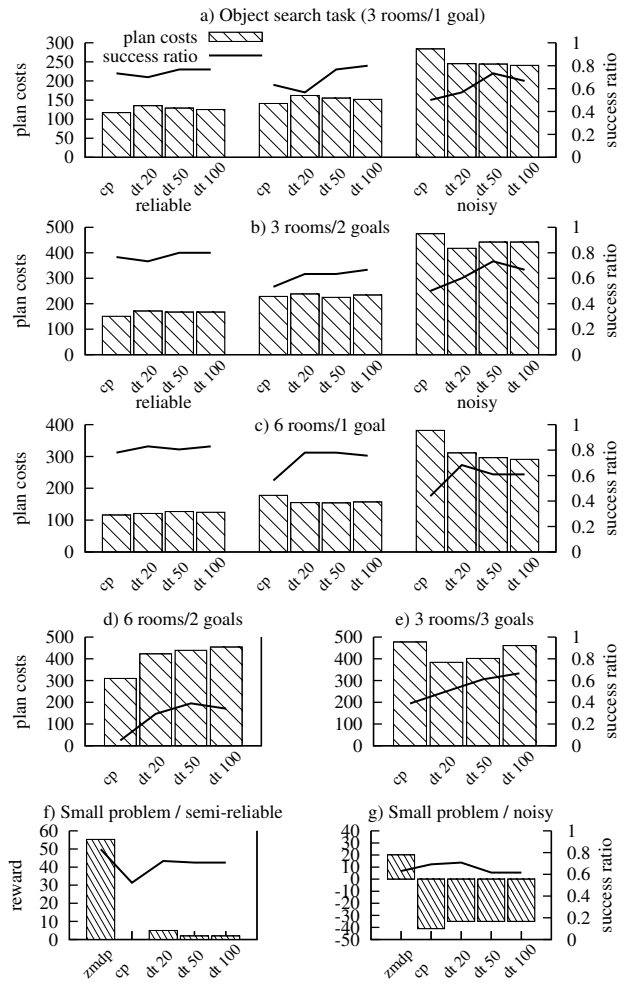 a) Object search task (3 rooms/1 goal)
plan costs
success ratio
300
250
200
150
100
50
0
plan costs
1
0.8
0.6
0.4
0.2
0
success ratio
cp dt 20 dt 50 dt 100 cp dt 20 dt 50 dt 100 cp dt 20 dt 50 dt 100
reliable noisy
b) 3 rooms/2 goals
500
400
300
200
100
0
plan costs
1
0.8
0.6
0.4
0.2
0
success ratio
cp dt 20 dt 50 dt 100 cp dt 20 dt 50 dt 100 cp dt 20 dt 50 dt 100
reliable noisy
c) 6 rooms/1 goal
400
300
200
100
0
plan costs
1
0.8
0.6
0.4
0.2
0
success ratio
cp dt 20 dt 50 dt 100 cp dt 20 dt 50 dt 100 cp dt 20 dt 50 dt 100
d) 6 rooms/2 goals
500
400
300
200
100
0
plan costs
cp dt 20 dt 50 dt 100
e) 3 rooms/3 goals
500
400
300
200
100
0
1
0.8
0.6
0.4
0.2
0
success ratio
cp dt 20 dt 50 dt 100
f) Small problem / semi-reliable
60
50
40
30
20
10
0
reward
zmdp cp dt 20 dt 50 dt 100
g) Small problem / noisy
40
30
20
10
0
-10
-20
-30
-40
-50
1
0.8
0.6
0.4
0.2
0
success ratio
zmdp cp dt 20 dt 50 dt 100